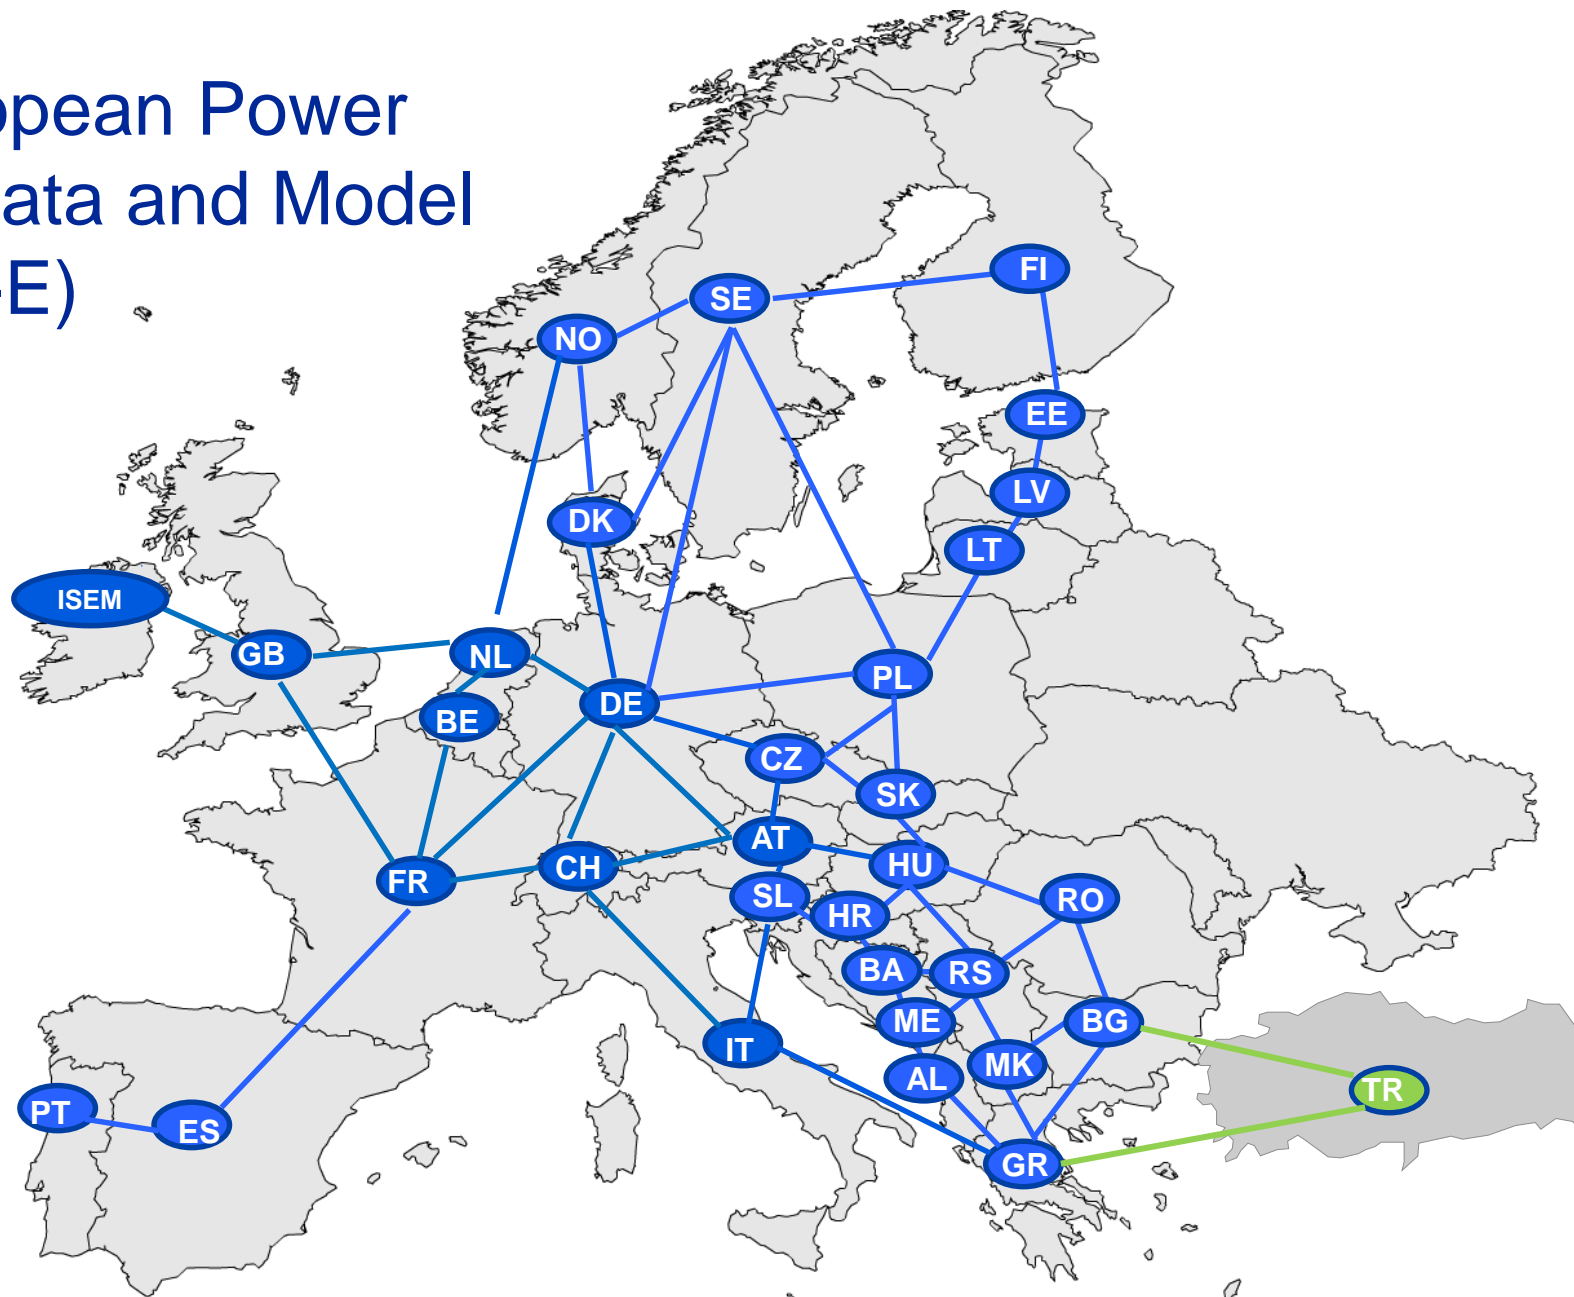 opean Power
ata and Model
-E)
FI
SE
NO
EE
LV
DK
LT
ISEM
GB
NL
PL
DE
BE
CZ
SK
AT
HU
CH
FR
SL
RO
HR
BA
RS
ME
BG
IT
MK
AL
TR
PT
ES
GR